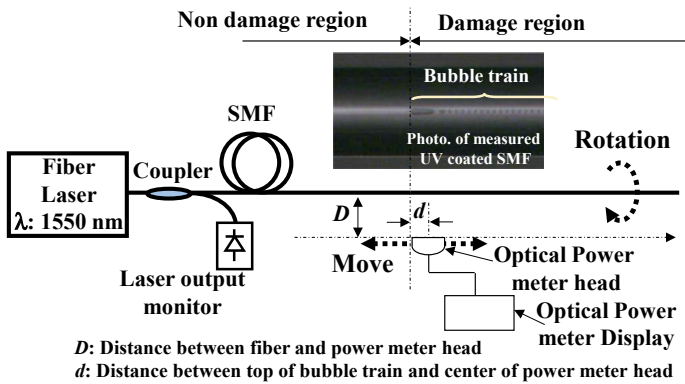 Non damage region
Damage region
Bubble train
SMF
Photo. of measured
UV coated SMF
Rotation
Fiber
Laser
λ: 1550 nm
Coupler
D
d
Move
Optical Power
meter head
Laser output
monitor
Optical Power
meter Display
D: Distance between fiber and power meter head
d: Distance between top of bubble train and center of power meter head